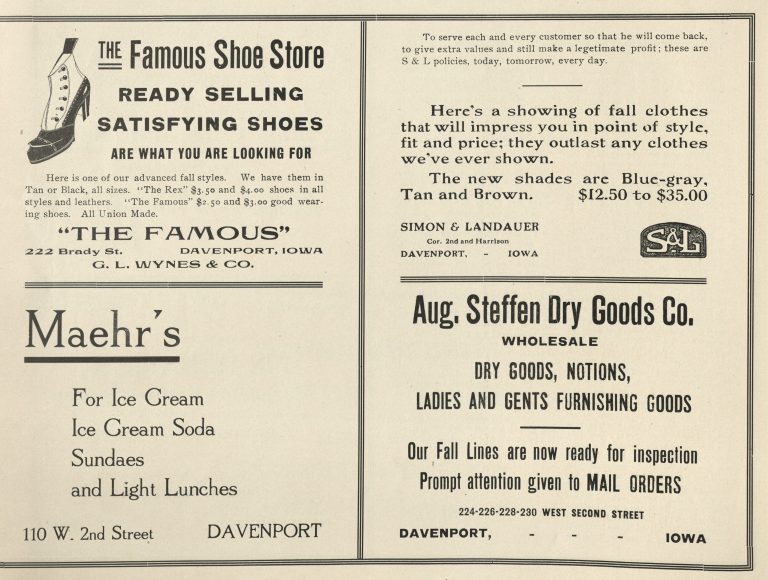 THE Famous Shoe Store
READY SELLING
SATISFYING SHOES
ARE WHAT YOU ARE LOOKING FOR
Here is one of our advanced fall styles. We have them in
Tan or Black, all sizes. "The Rex" $3.50 and $4.00 shoes in all
styles and leathers. "The Famous" $2.50 and $3.00 good wear-
ing shoes. All Union Made.
"THE FAMOUS"
222 Brady St. DAVENPORT, IOWA
G. L. WYNES & CO.
Maehr's
For Ice Cream
Ice Cream Soda
Sundaes
and Light Lunches
110 W. 2nd Street DAVENPORT
To serve each and every customer so that he will come back,
to give extra values and still make a legetimate profit; these are
S & L policies, today, tomorrow, every day.
Here's a showing of fall clothes
that will impress you in point of style,
fit and price; they outlast any clothes
we've ever shown.
The new shades are Blue-gray,
Tan and Brown. $12.50 to $35.00
SIMON & LANDAUER
Cor. 2nd and Harrison
DAVENPORT, - IOWA
S&L
Aug. Steffen Dry Goods Co.
WHOLESALE
DRY GOODS, NOTIONS,
LADIES AND GENTS FURNISHING GOODS
Our Fall Lines are now ready for inspection
Prompt attention given to MAIL ORDERS
224-226-228-230 WEST SECOND STREET
DAVENPORT, - - - IOWA